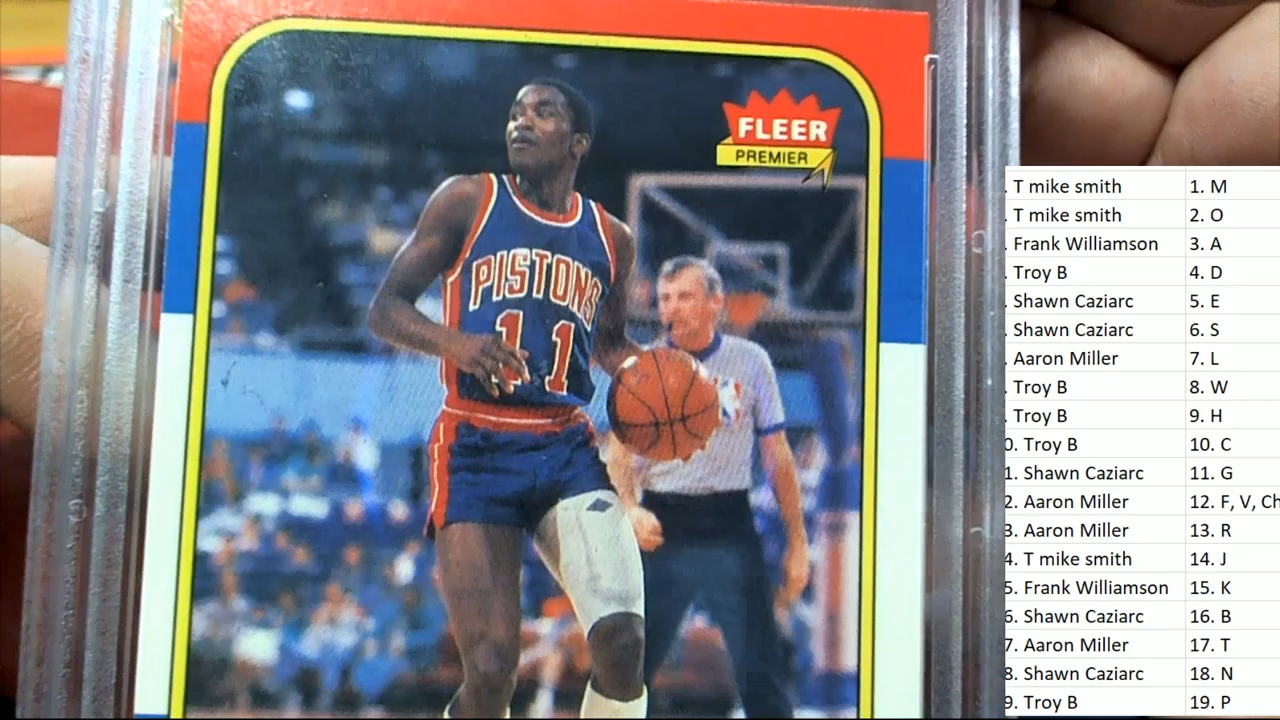 FLEER
PREMIER
PISTONS
11
. T mike smith 1. M
. T mike smith 2. O
. Frank Williamson 3. A
. Troy B 4. D
. Shawn Caziarc 5. E
. Shawn Caziarc 6. S
. Aaron Miller 7. L
. Troy B 8. W
. Troy B 9. H
0. Troy B 10. C
1. Shawn Caziarc 11. G
2. Aaron Miller 12. F, V, Ch
3. Aaron Miller 13. R
4. T mike smith 14. J
5. Frank Williamson 15. K
6. Shawn Caziarc 16. B
7. Aaron Miller 17. T
8. Shawn Caziarc 18. N
9. Troy B 19. P